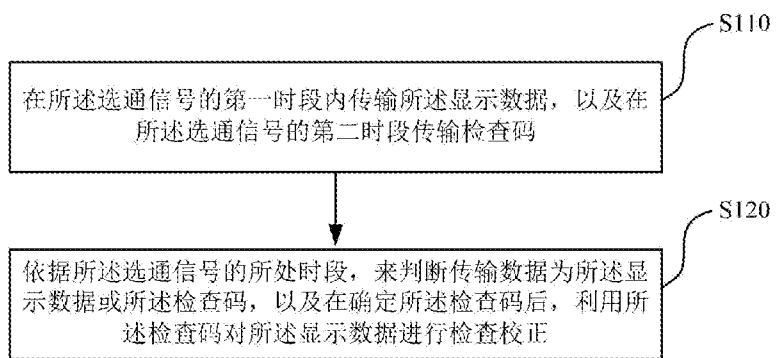 S110
在所述选通信号的第一时段内传输所述显示数据，以及在
所述选通信号的第二时段传输检查码
S120
依据所述选通信号的所处时段，来判断传输数据为所述显
示数据或所述检查码，以及在确定所述检查码后，利用所
述检查码对所述显示数据进行检查校正